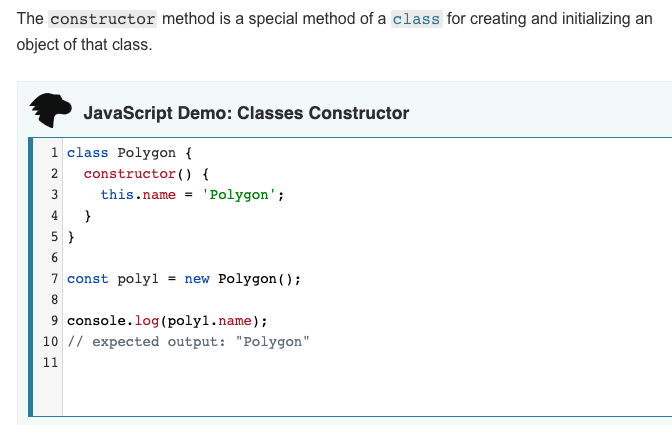 The constructor method is a special method of a class for creating and initializing an
object of that class.
JavaScript Demo: Classes Constructor
1 class Polygon {
2   constructor() {
3     this.name = 'Polygon';
4   }
5 }
6
7 const poly1 = new Polygon();
8
9 console.log(poly1.name);
10 // expected output: "Polygon"
11